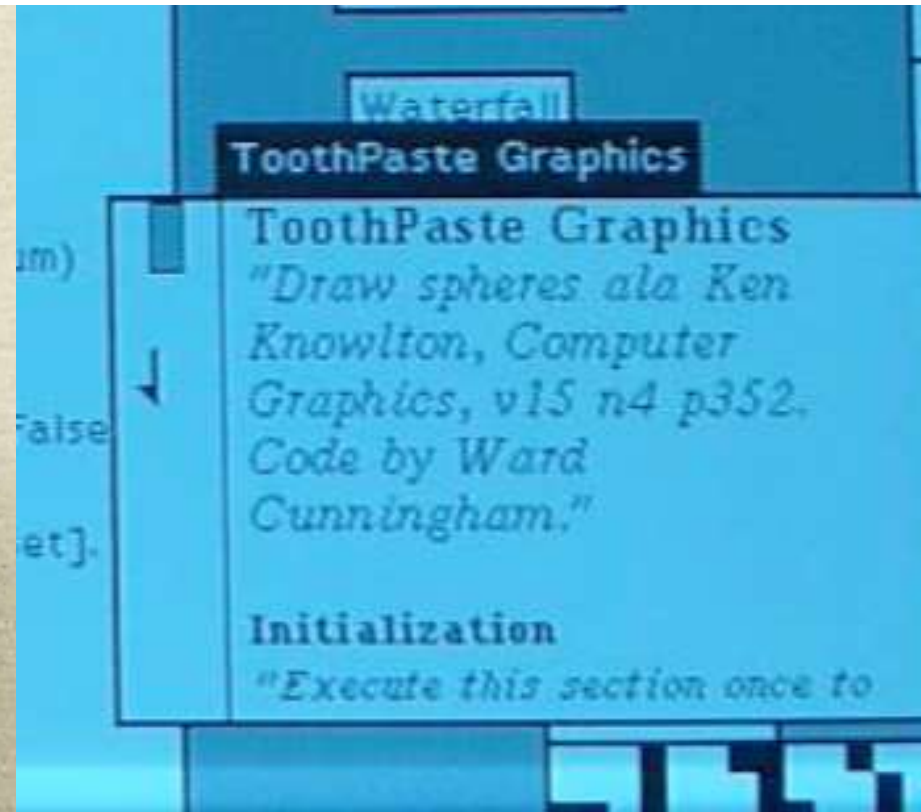 Waterfall
ToothPaste Graphics
ToothPaste Graphics
"Draw spheres ala Ken
Knowlton, Computer
Graphics, v15 n4 p352.
Code by Ward
Cunningham."
Initialization
"Execute this section once to
um)
False
et].